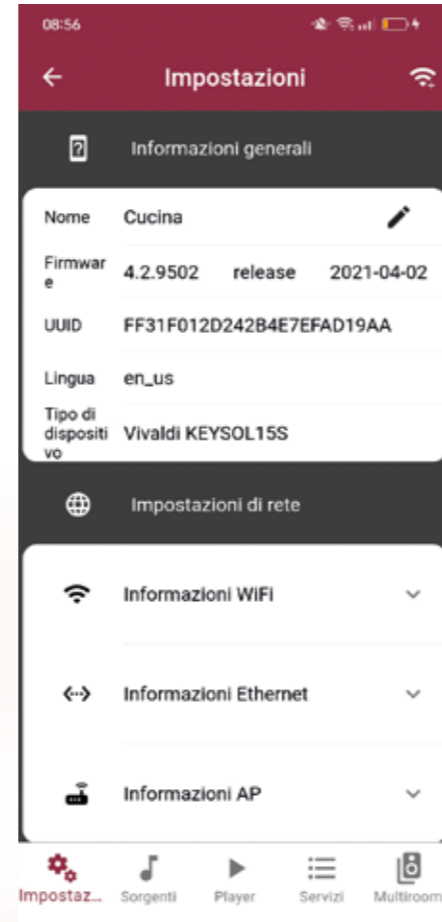 08:56
Impostazioni
Informazioni generali
Nome Cucina
Firmwar
e 4.2.9502 release 2021-04-02
UUID FF31F012D242B4E7EFAD19AA
Lingua en_us
Tipo di
dispositi
vo Vivaldi KEYSOL15S
Impostazioni di rete
Informazioni WiFi
Informazioni Ethernet
Informazioni AP
Impostaz... Sorgenti Player Servizi Multiroom